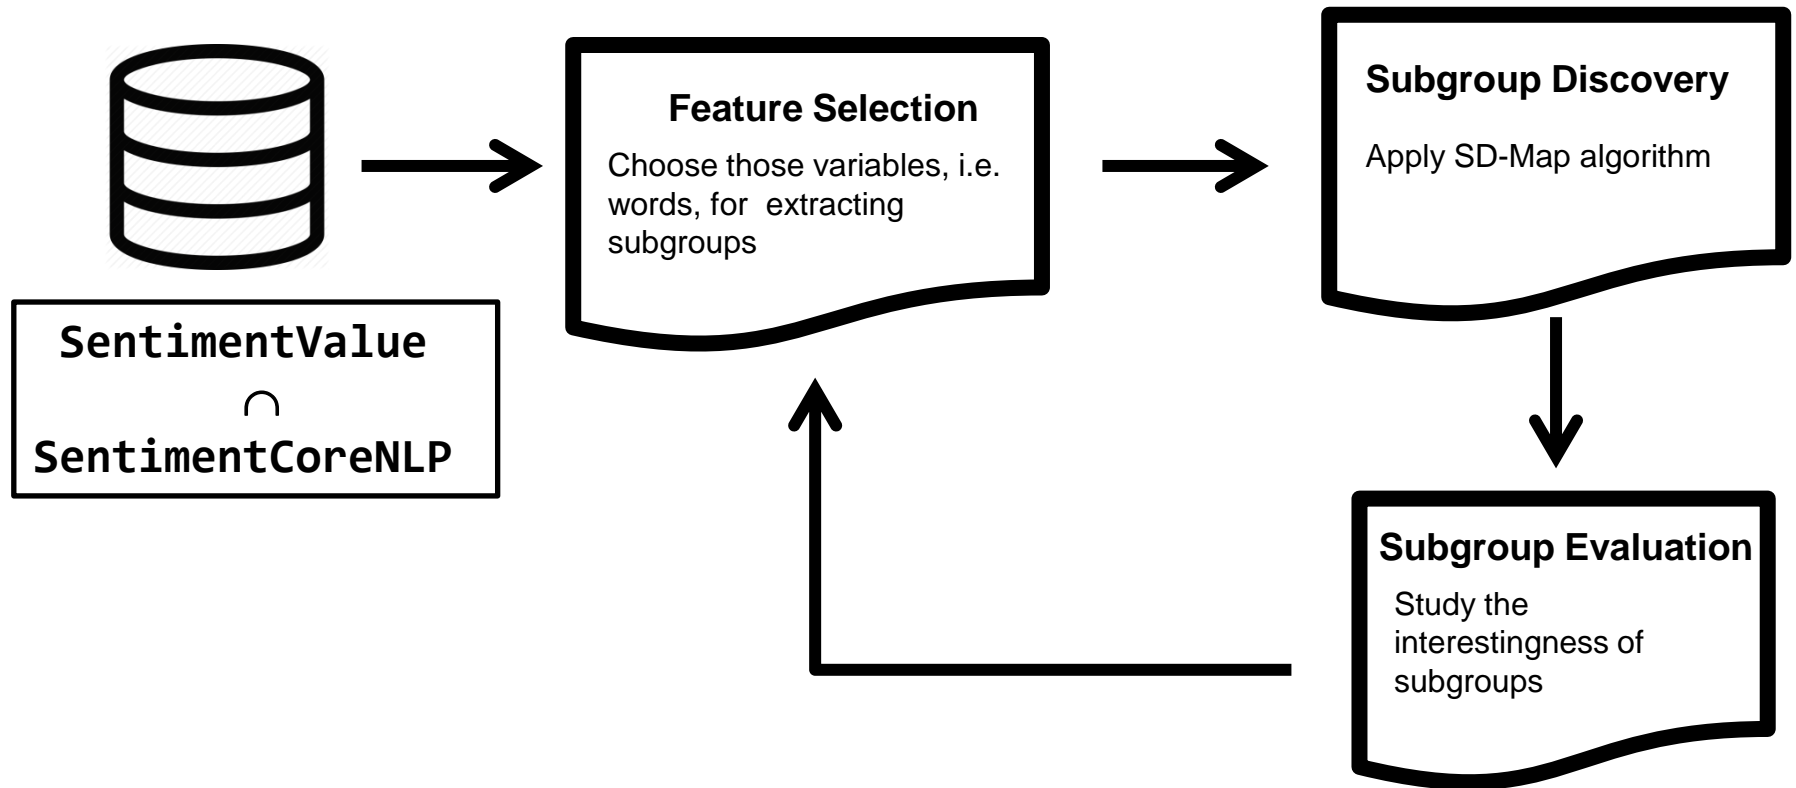 SentimentValue
∩
SentimentCoreNLP
Feature Selection
Choose those variables, i.e.
words, for extracting
subgroups
Subgroup Discovery
Apply SD-Map algorithm
Subgroup Evaluation
Study the
interestingness of
subgroups